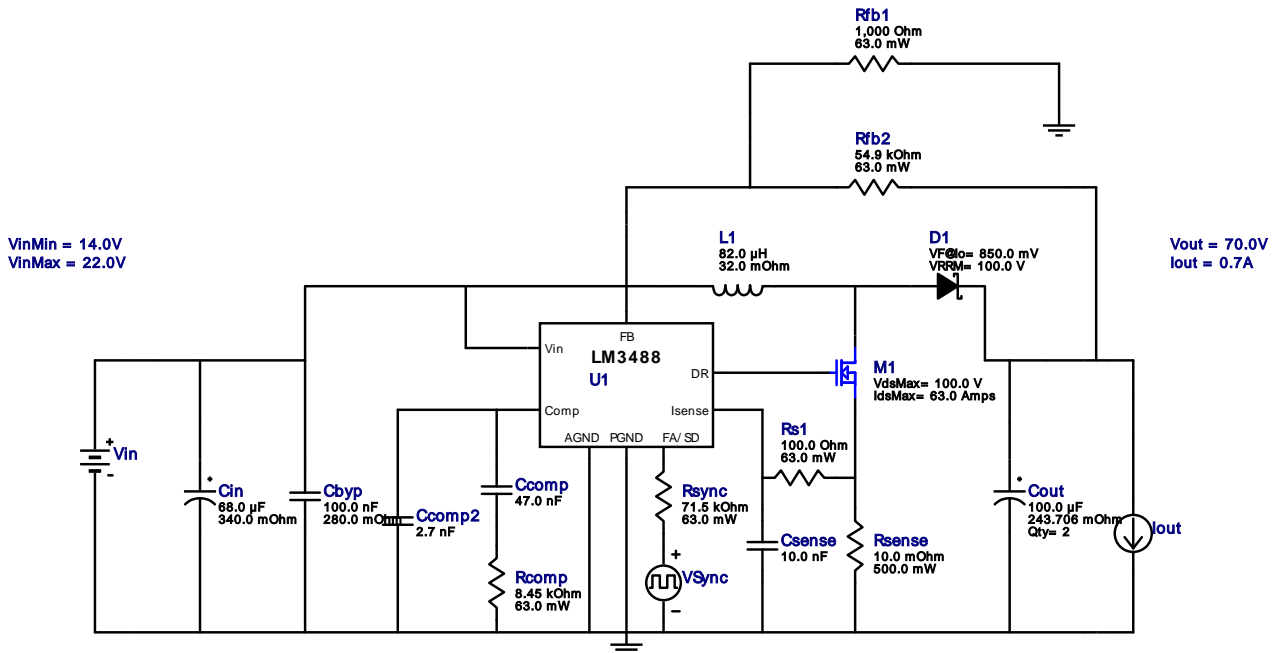 Rfb1
1,000 Ohm
63.0 mW
Rfb2
54.9 kOhm
63.0 mW
VinMin = 14.0V
VinMax = 22.0V
L1
82.0 µH
32.0 mOhm
D1
VF@Io= 850.0 mV
VRRM= 100.0 V
Vout = 70.0V
Iout = 0.7A
FB
Vin
LM3488
U1
DR
Comp
Isense
AGND PGND FA/SD
M1
VdsMax= 100.0 V
IdsMax= 63.0 Amps
Rs1
100.0 Ohm
63.0 mW
+
Vin
-
Cin
68.0 µF
340.0 mOhm
Cbyp
100.0 nF
280.0 mOhm
Ccomp2
2.7 nF
Ccomp
47.0 nF
Rcomp
8.45 kOhm
63.0 mW
Rsync
71.5 kOhm
63.0 mW
+
VSync
-
Csense
10.0 nF
Rsense
10.0 mOhm
500.0 mW
Cout
100.0 µF
243.706 mOhm
Qty= 2
Iout